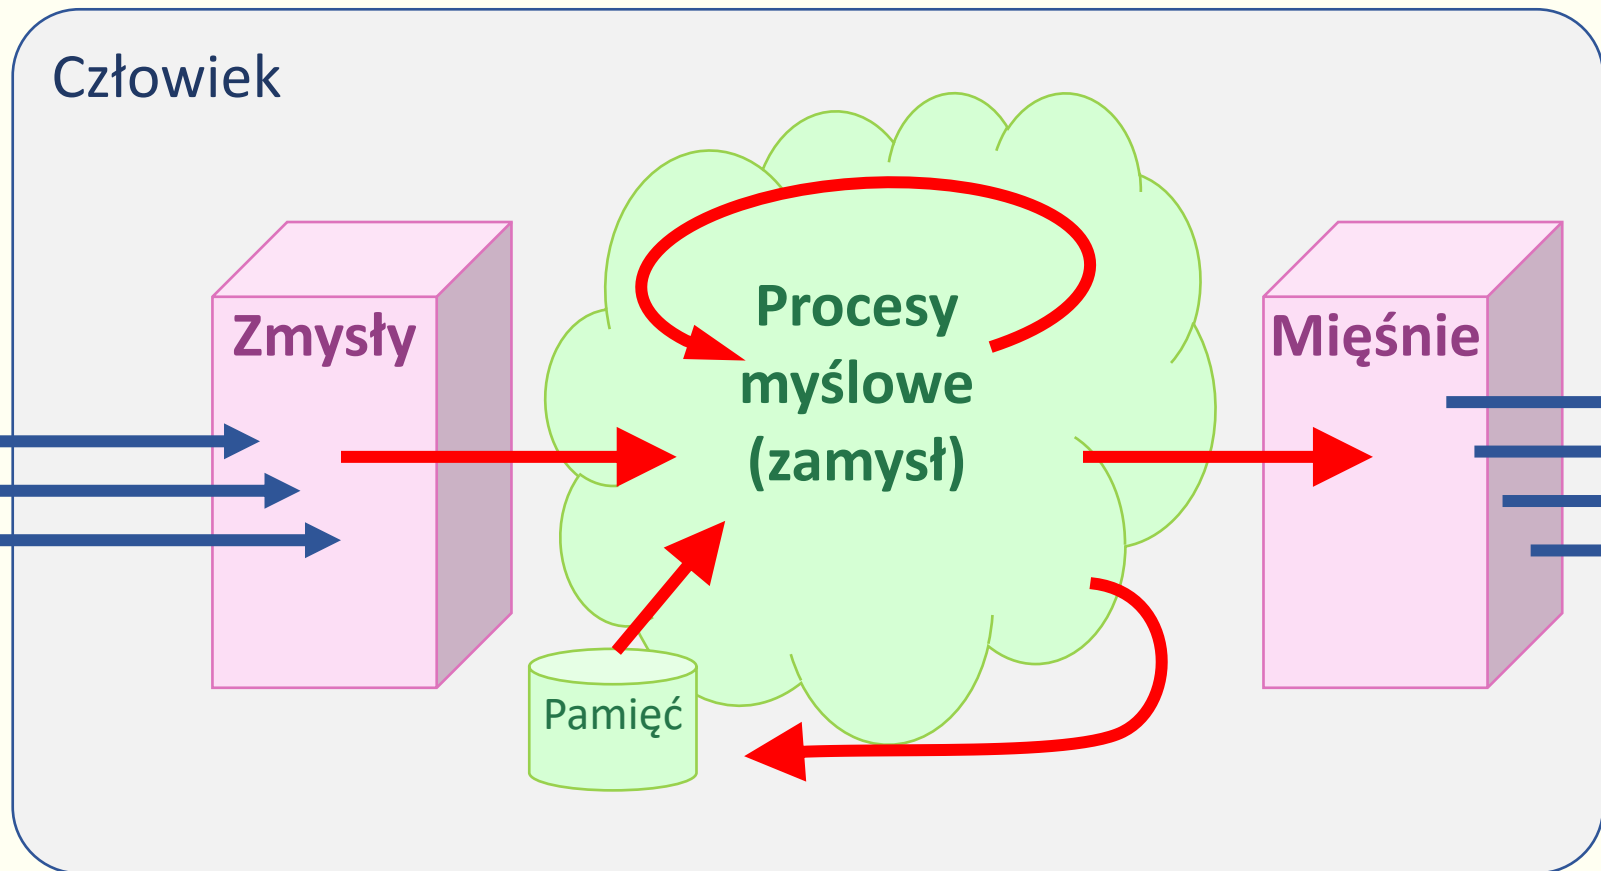 Człowiek
Zmysły
Procesy
myślowe
(zamysł)
Mięśnie
Pamięć